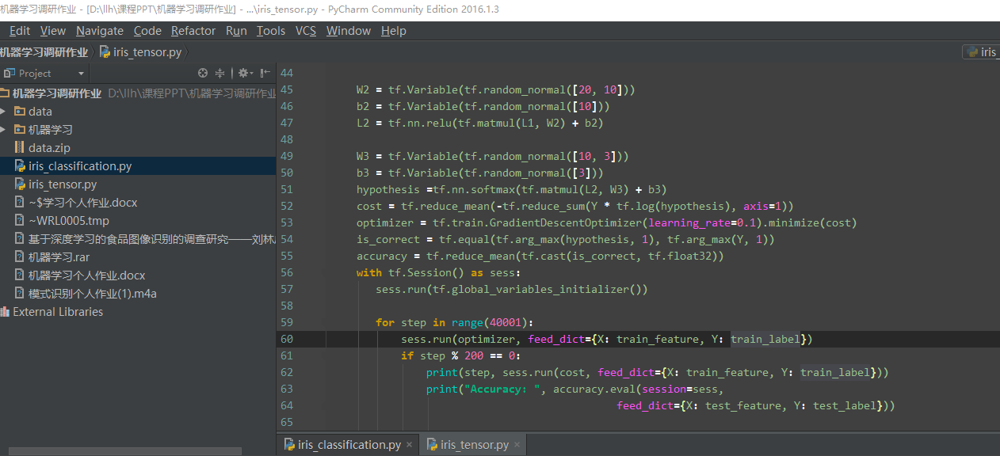 机器学习调研作业 - [D:\llh\课程PPT\机器学习调研作业] - ...\iris_tensor.py - PyCharm Community Edition 2016.1.3
Edit View Navigate Code Refactor Run Tools VCS Window Help
机器学习调研作业 iris_tensor.py iris_
Project
机器学习调研作业 D:\llh\课程PPT\机器学习调研作业
data
机器学习
data.zip
iris_classification.py
iris_tensor.py
~$学习个人作业.docx
~WRL0005.tmp
基于深度学习的食品图像识别的调查研究——刘林
机器学习.rar
机器学习个人作业.docx
模式识别个人作业(1).m4a
External Libraries
44
45 W2 = tf.Variable(tf.random_normal([20, 10]))
46 b2 = tf.Variable(tf.random_normal([10]))
47 L2 = tf.nn.relu(tf.matmul(L1, W2) + b2)
48
49 W3 = tf.Variable(tf.random_normal([10, 3]))
50 b3 = tf.Variable(tf.random_normal([3]))
51 hypothesis =tf.nn.softmax(tf.matmul(L2, W3) + b3)
52 cost = tf.reduce_mean(-tf.reduce_sum(Y * tf.log(hypothesis), axis=1))
53 optimizer = tf.train.GradientDescentOptimizer(learning_rate=0.1).minimize(cost)
54 is_correct = tf.equal(tf.arg_max(hypothesis, 1), tf.arg_max(Y, 1))
55 accuracy = tf.reduce_mean(tf.cast(is_correct, tf.float32))
56 with tf.Session() as sess:
57 sess.run(tf.global_variables_initializer())
58
59 for step in range(40001):
60 sess.run(optimizer, feed_dict={X: train_feature, Y: train_label})
61 if step % 200 == 0:
62 print(step, sess.run(cost, feed_dict={X: train_feature, Y: train_label}))
63 print("Accuracy: ", accuracy.eval(session=sess,
64 feed_dict={X: test_feature, Y: test_label}))
65
iris_classification.py × iris_tensor.py ×